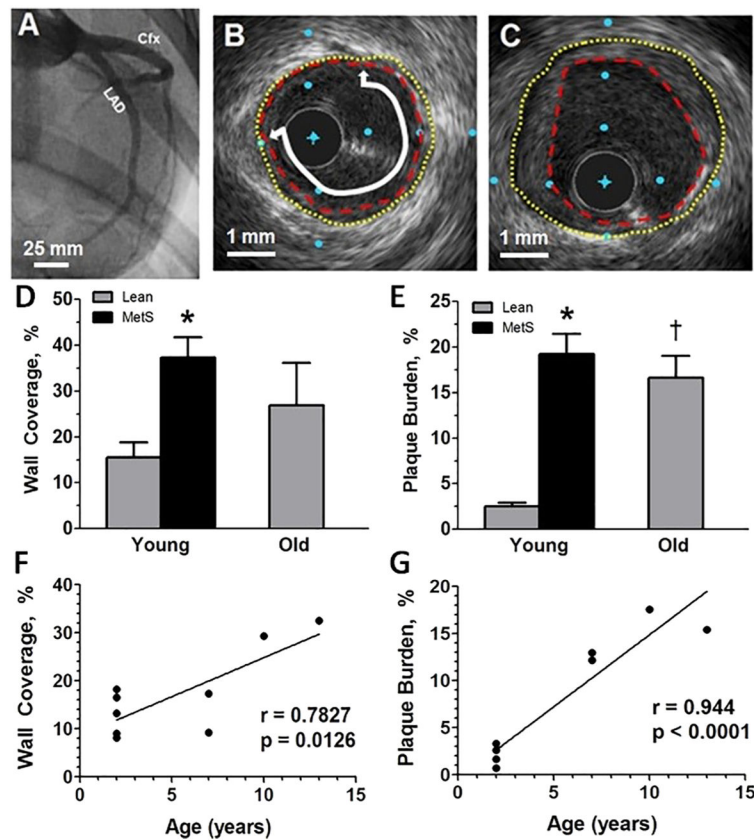 A
Cfx
LAD
25 mm
B
1 mm
C
1 mm
D
Lean
MetS
Wall Coverage, %
50
40
30
20
10
0
*
Young
Old
E
Lean
MetS
Plaque Burden, %
25
20
15
10
5
0
*
†
Young
Old
F
Wall Coverage, %
40
30
20
10
0
r = 0.7827
p = 0.0126
0
5
10
15
Age (years)
G
Plaque Burden, %
20
15
10
5
0
r = 0.944
p < 0.0001
0
5
10
15
Age (years)